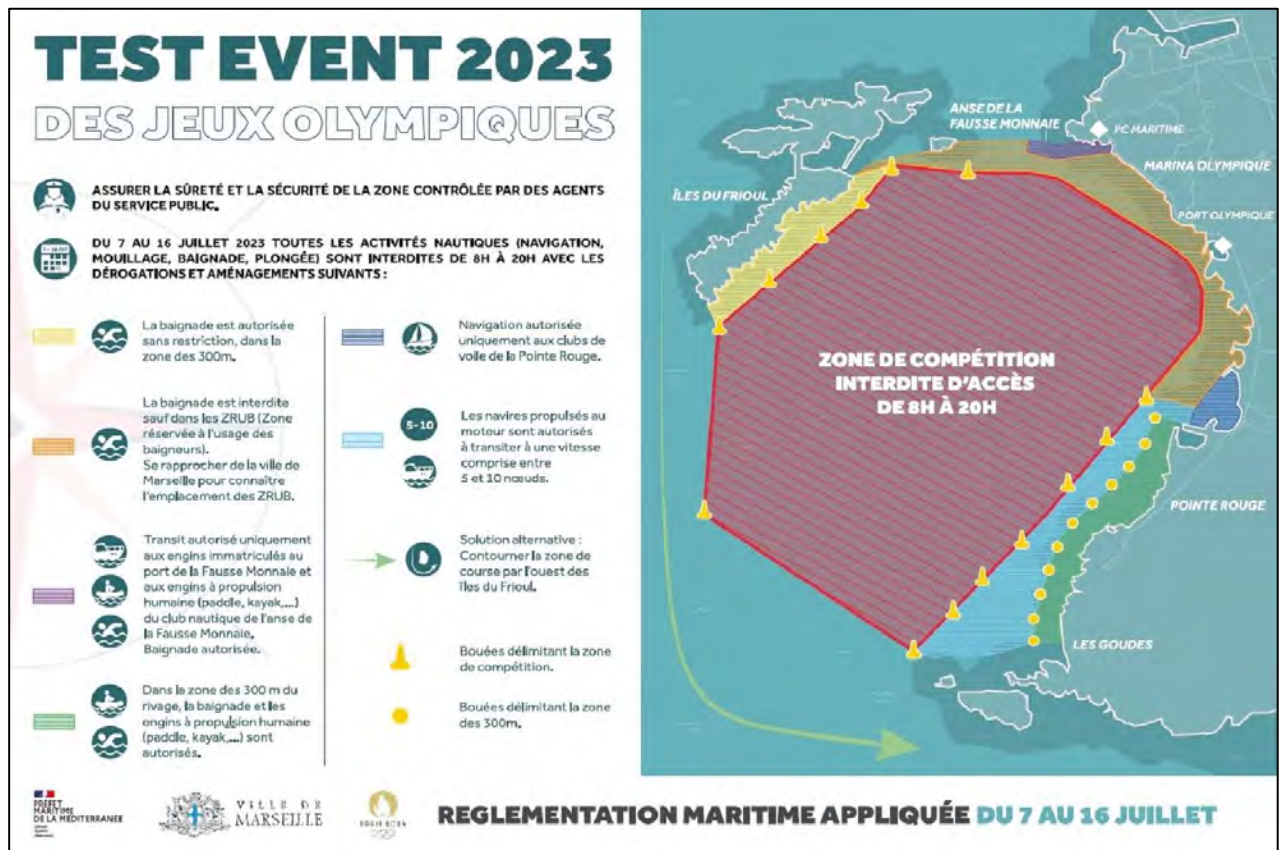 TEST EVENT 2023
DES JEUX OLYMPIQUES
ASSURER LA SÛRETÉ ET LA SÉCURITÉ DE LA ZONE CONTRÔLÉE PAR DES AGENTS
DU SERVICE PUBLIC.
DU 7 AU 16 JUILLET 2023 TOUTES LES ACTIVITÉS NAUTIQUES (NAVIGATION,
MOUILLAGE, BAIGNADE, PLONGÉE) SONT INTERDITES DE 8H À 20H AVEC LES
DÉROGATIONS ET AMÉNAGEMENTS SUIVANTS :
La baignade est autorisée
sans restriction, dans la
zone des 300m.
La baignade est interdite
sauf dans les ZRUB (Zone
réservée à l'usage des
baigneurs).
Se rapprocher de la ville de
Marseille pour connaître
l'emplacement des ZRUB.
Transit autorisé uniquement
aux engins immatriculés au
port de la Fausse Monnaie et
aux engins à propulsion
humaine (paddle, kayak,...)
du club nautique de l'anse de
la Fausse Monnaie.
Baignade autorisée.
Dans la zone des 300 m du
rivage, la baignade et les
engins à propulsion humaine
(paddle, kayak,...) sont
autorisés.
Navigation autorisée
uniquement aux clubs de
voile de la Pointe Rouge.
5-10
Les navires propulsés au
moteur sont autorisés
à transiter à une vitesse
comprise entre
5 et 10 nœuds.
Solution alternative :
Contourner la zone de
course par l'ouest des
îles du Frioul.
Bouées délimitant la zone
de compétition.
Bouées délimitant la zone
des 300m.
ANSE DE LA
FAUSSE MONNAIE
PC MARITIME
MARINA OLYMPIQUE
ÎLES DU FRIOUL
PORT OLYMPIQUE
ZONE DE COMPÉTITION
INTERDITE D'ACCÈS
DE 8H À 20H
POINTE ROUGE
LES GOUDES
PRÉFET
MARITIME
DE LA MÉDITERRANÉE
VILLE DE
MARSEILLE
PARIS 2024
REGLEMENTATION MARITIME APPLIQUÉE DU 7 AU 16 JUILLET